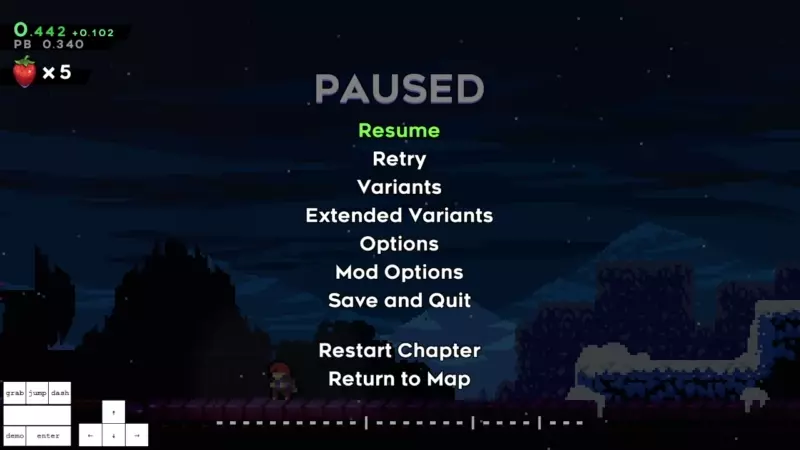 0.442 +0.102
PB 0.340
×5
PAUSED
Resume
Retry
Variants
Extended Variants
Options
Mod Options
Save and Quit
Restart Chapter
Return to Map
grab jump dash
demo enter
↑
← ↓ →